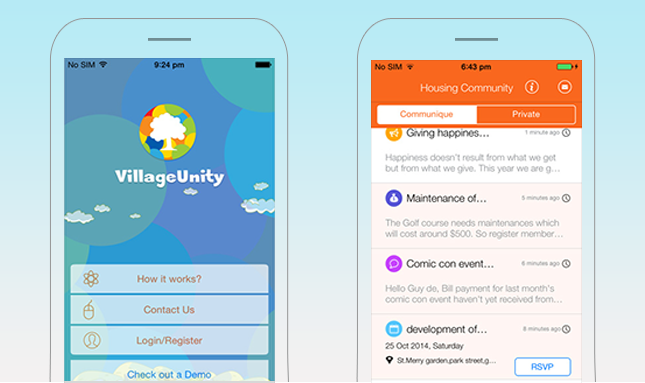 No SIM 9:24 pm
VillageUnity
How it works?
Contact Us
Login/Register
Check out a Demo
No SIM 6:43 pm
Housing Community
Communique Private
Giving happines... 1 minute ago
Happiness doesn't result from what we get
but from what we give. This year we are g...
Maintenance of... 5 minutes ago
The Golf course needs maintenances which
will cost around $500. So register member...
Comic con event... 6 minutes ago
Hello Guy de, Bill payment for last month's
comic con event haven't yet received from...
development of... 8 minutes ago
25 Oct 2014, Saturday
St.Merry garden,park street,g...
RSVP